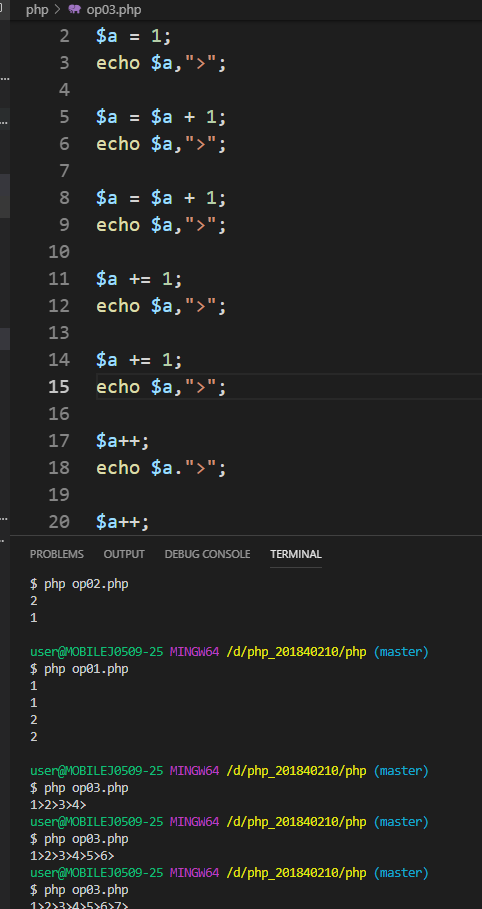 php > op03.php
2 $a = 1;
3 echo $a,">";
4
5 $a = $a + 1;
6 echo $a,">";
7
8 $a = $a + 1;
9 echo $a,">";
10
11 $a += 1;
12 echo $a,">";
13
14 $a += 1;
15 echo $a,">";
16
17 $a++;
18 echo $a.">";
19
20 $a++;
PROBLEMS OUTPUT DEBUG CONSOLE TERMINAL
$ php op02.php
2
1
user@MOBILEJ0509-25 MINGW64 /d/php_201840210/php (master)
$ php op01.php
1
1
2
2
user@MOBILEJ0509-25 MINGW64 /d/php_201840210/php (master)
$ php op03.php
1>2>3>4>
user@MOBILEJ0509-25 MINGW64 /d/php_201840210/php (master)
$ php op03.php
1>2>3>4>5>6>
user@MOBILEJ0509-25 MINGW64 /d/php_201840210/php (master)
$ php op03.php
1>2>3>4>5>6>7>